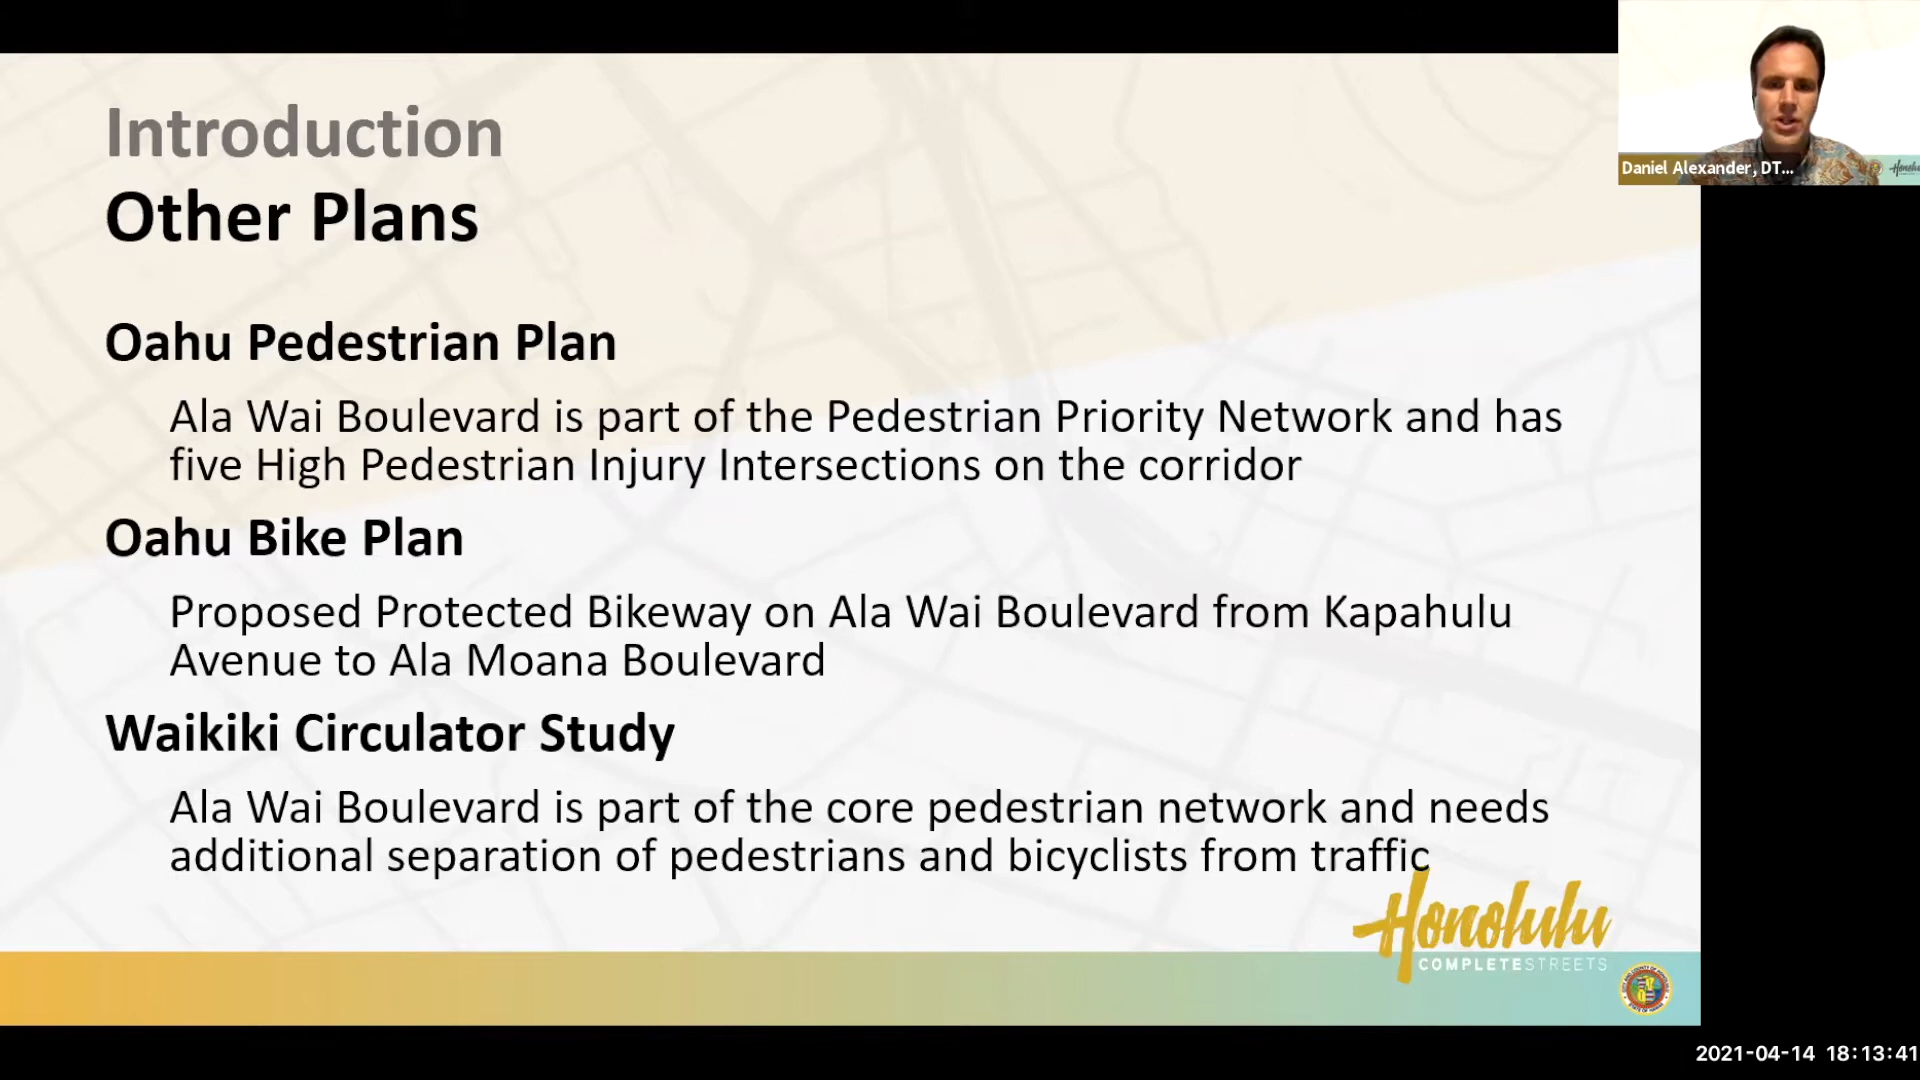 Introduction
Other Plans
Oahu Pedestrian Plan
Ala Wai Boulevard is part of the Pedestrian Priority Network and has
five High Pedestrian Injury Intersections on the corridor
Oahu Bike Plan
Proposed Protected Bikeway on Ala Wai Boulevard from Kapahulu
Avenue to Ala Moana Boulevard
Waikiki Circulator Study
Ala Wai Boulevard is part of the core pedestrian network and needs
additional separation of pedestrians and bicyclists from traffic
Honolulu
COMPLETESTREETS
Daniel Alexander, DT...
2021-04-14 18:13:41